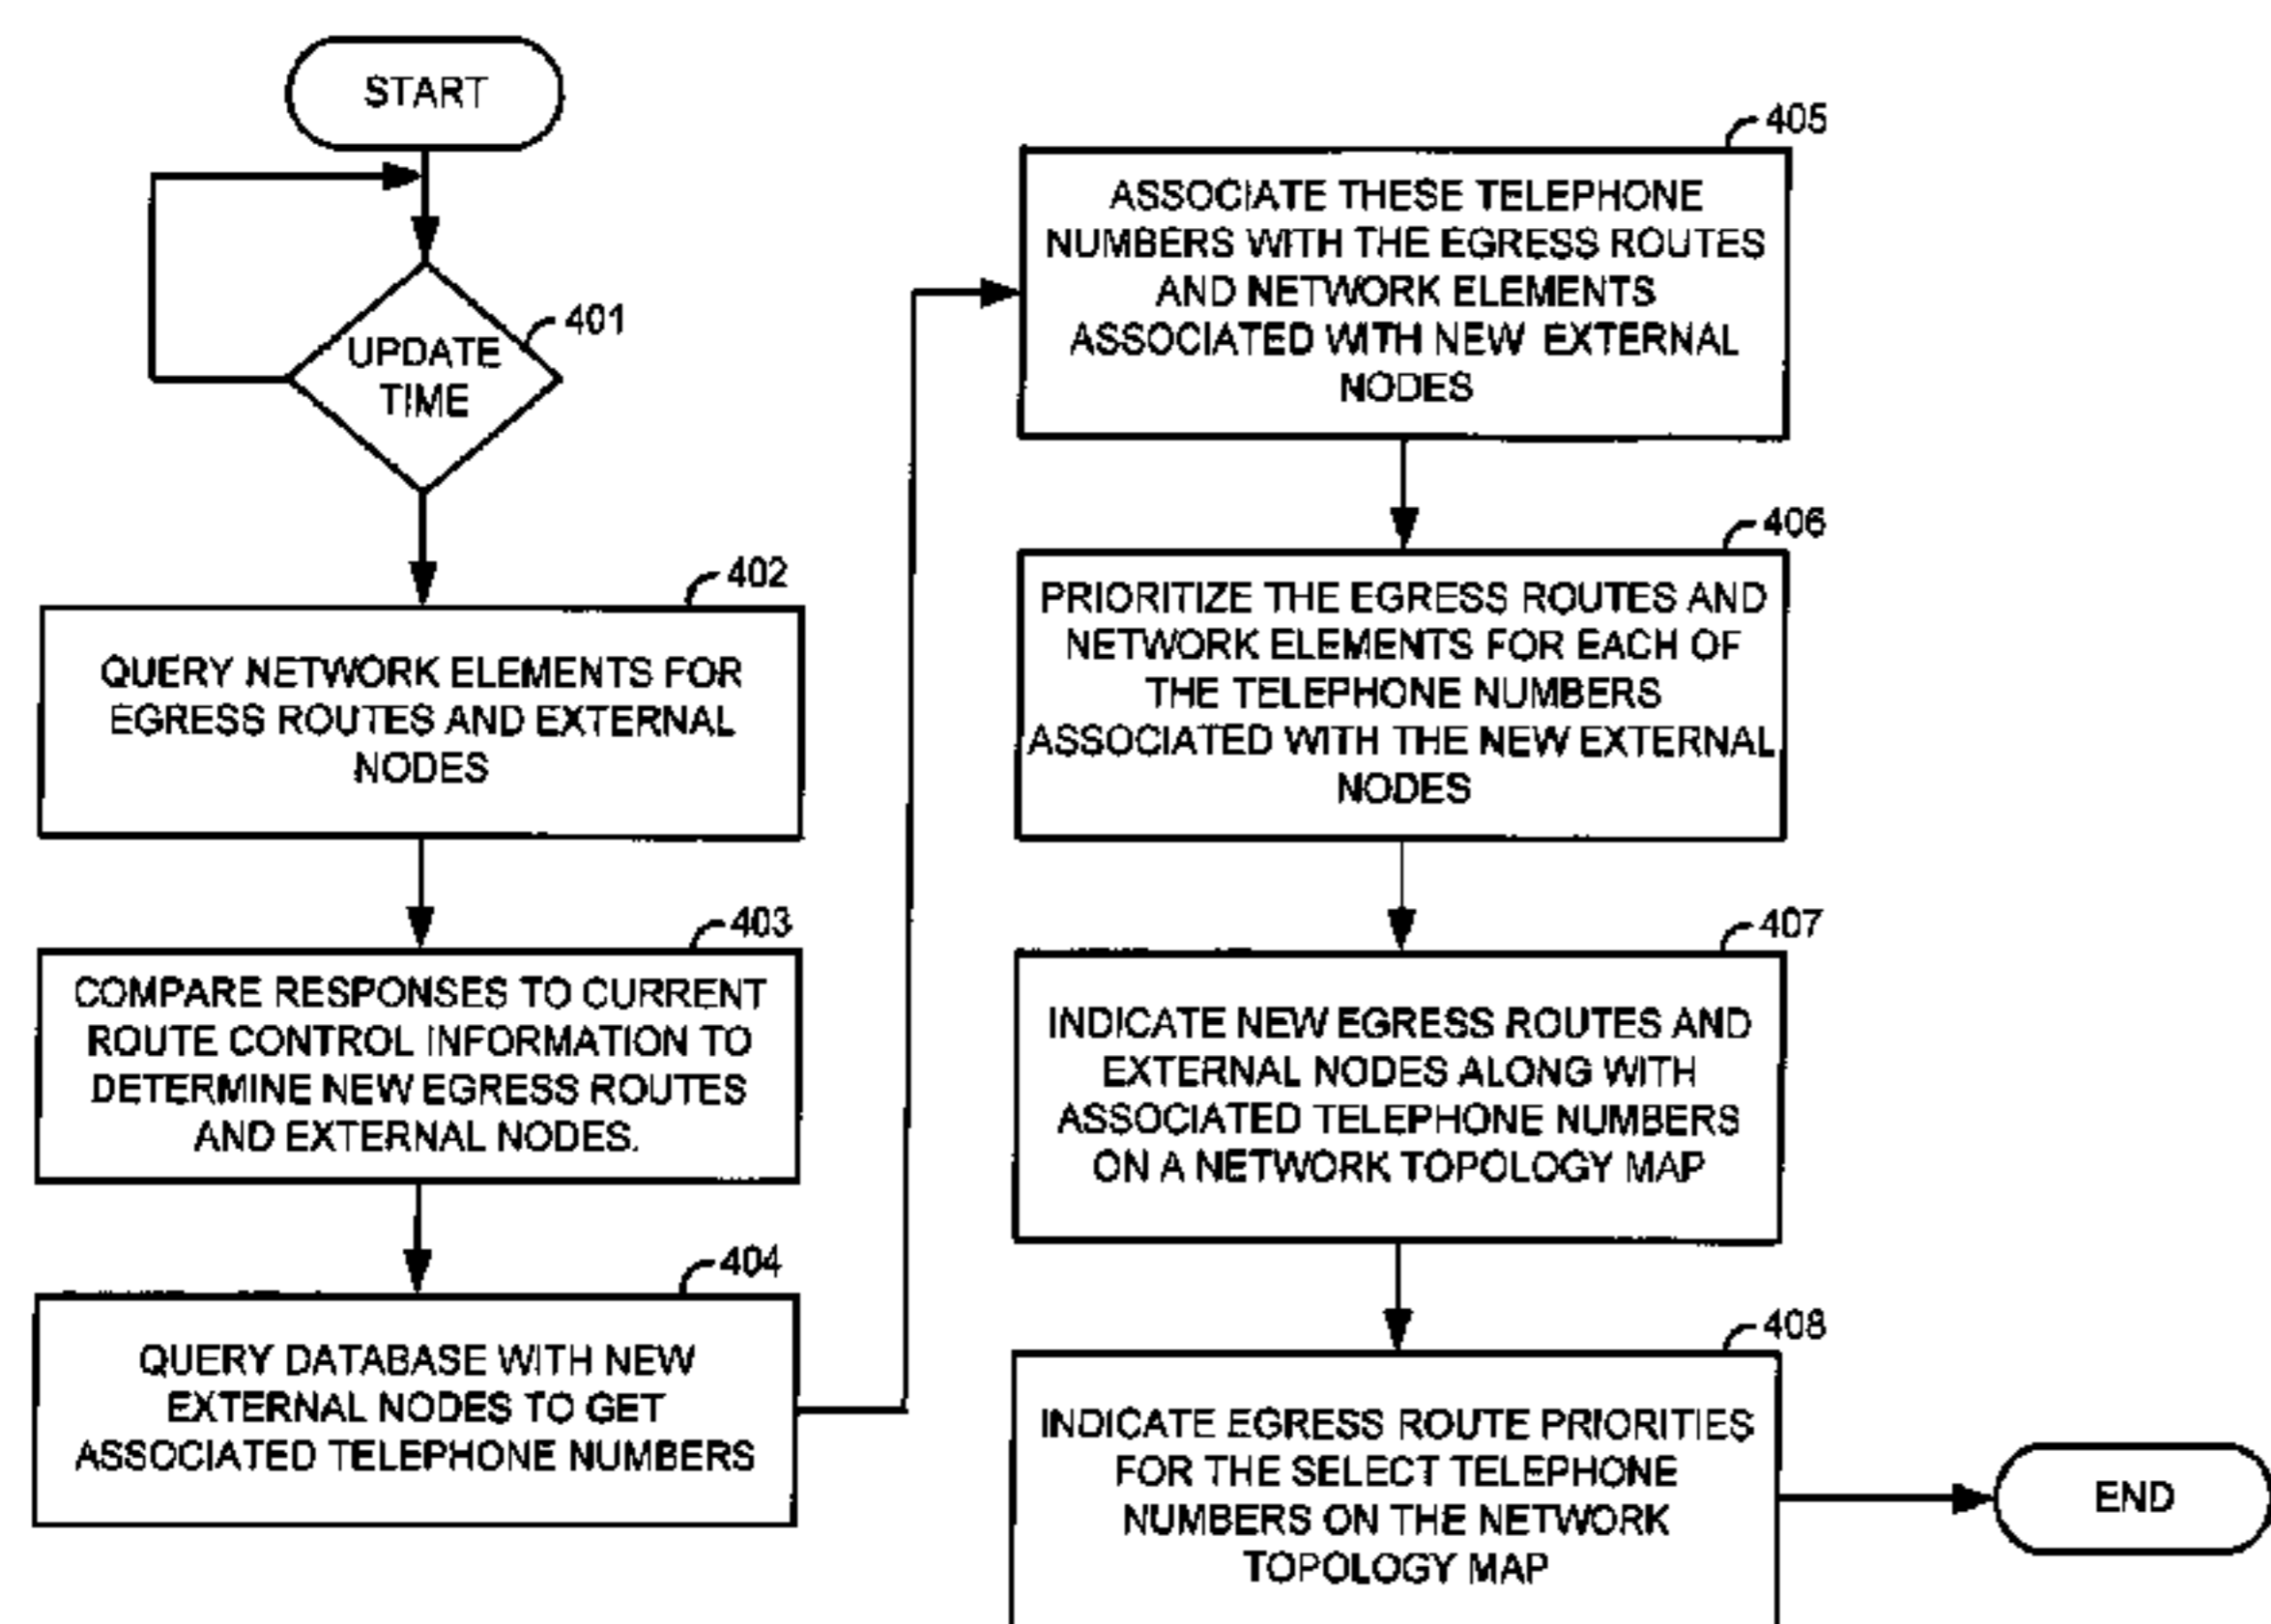 START
UPDATE
TIME
401
402
QUERY NETWORK ELEMENTS FOR
EGRESS ROUTES AND EXTERNAL
NODES
403
COMPARE RESPONSES TO CURRENT
ROUTE CONTROL INFORMATION TO
DETERMINE NEW EGRESS ROUTES
AND EXTERNAL NODES.
404
QUERY DATABASE WITH NEW
EXTERNAL NODES TO GET
ASSOCIATED TELEPHONE NUMBERS
405
ASSOCIATE THESE TELEPHONE
NUMBERS WITH THE EGRESS ROUTES
AND NETWORK ELEMENTS
ASSOCIATED WITH NEW EXTERNAL
NODES
406
PRIORITIZE THE EGRESS ROUTES AND
NETWORK ELEMENTS FOR EACH OF
THE TELEPHONE NUMBERS
ASSOCIATED WITH THE NEW EXTERNAL
NODES
407
INDICATE NEW EGRESS ROUTES AND
EXTERNAL NODES ALONG WITH
ASSOCIATED TELEPHONE NUMBERS
ON A NETWORK TOPOLOGY MAP
408
INDICATE EGRESS ROUTE PRIORITIES
FOR THE SELECT TELEPHONE
NUMBERS ON THE NETWORK
TOPOLOGY MAP
END